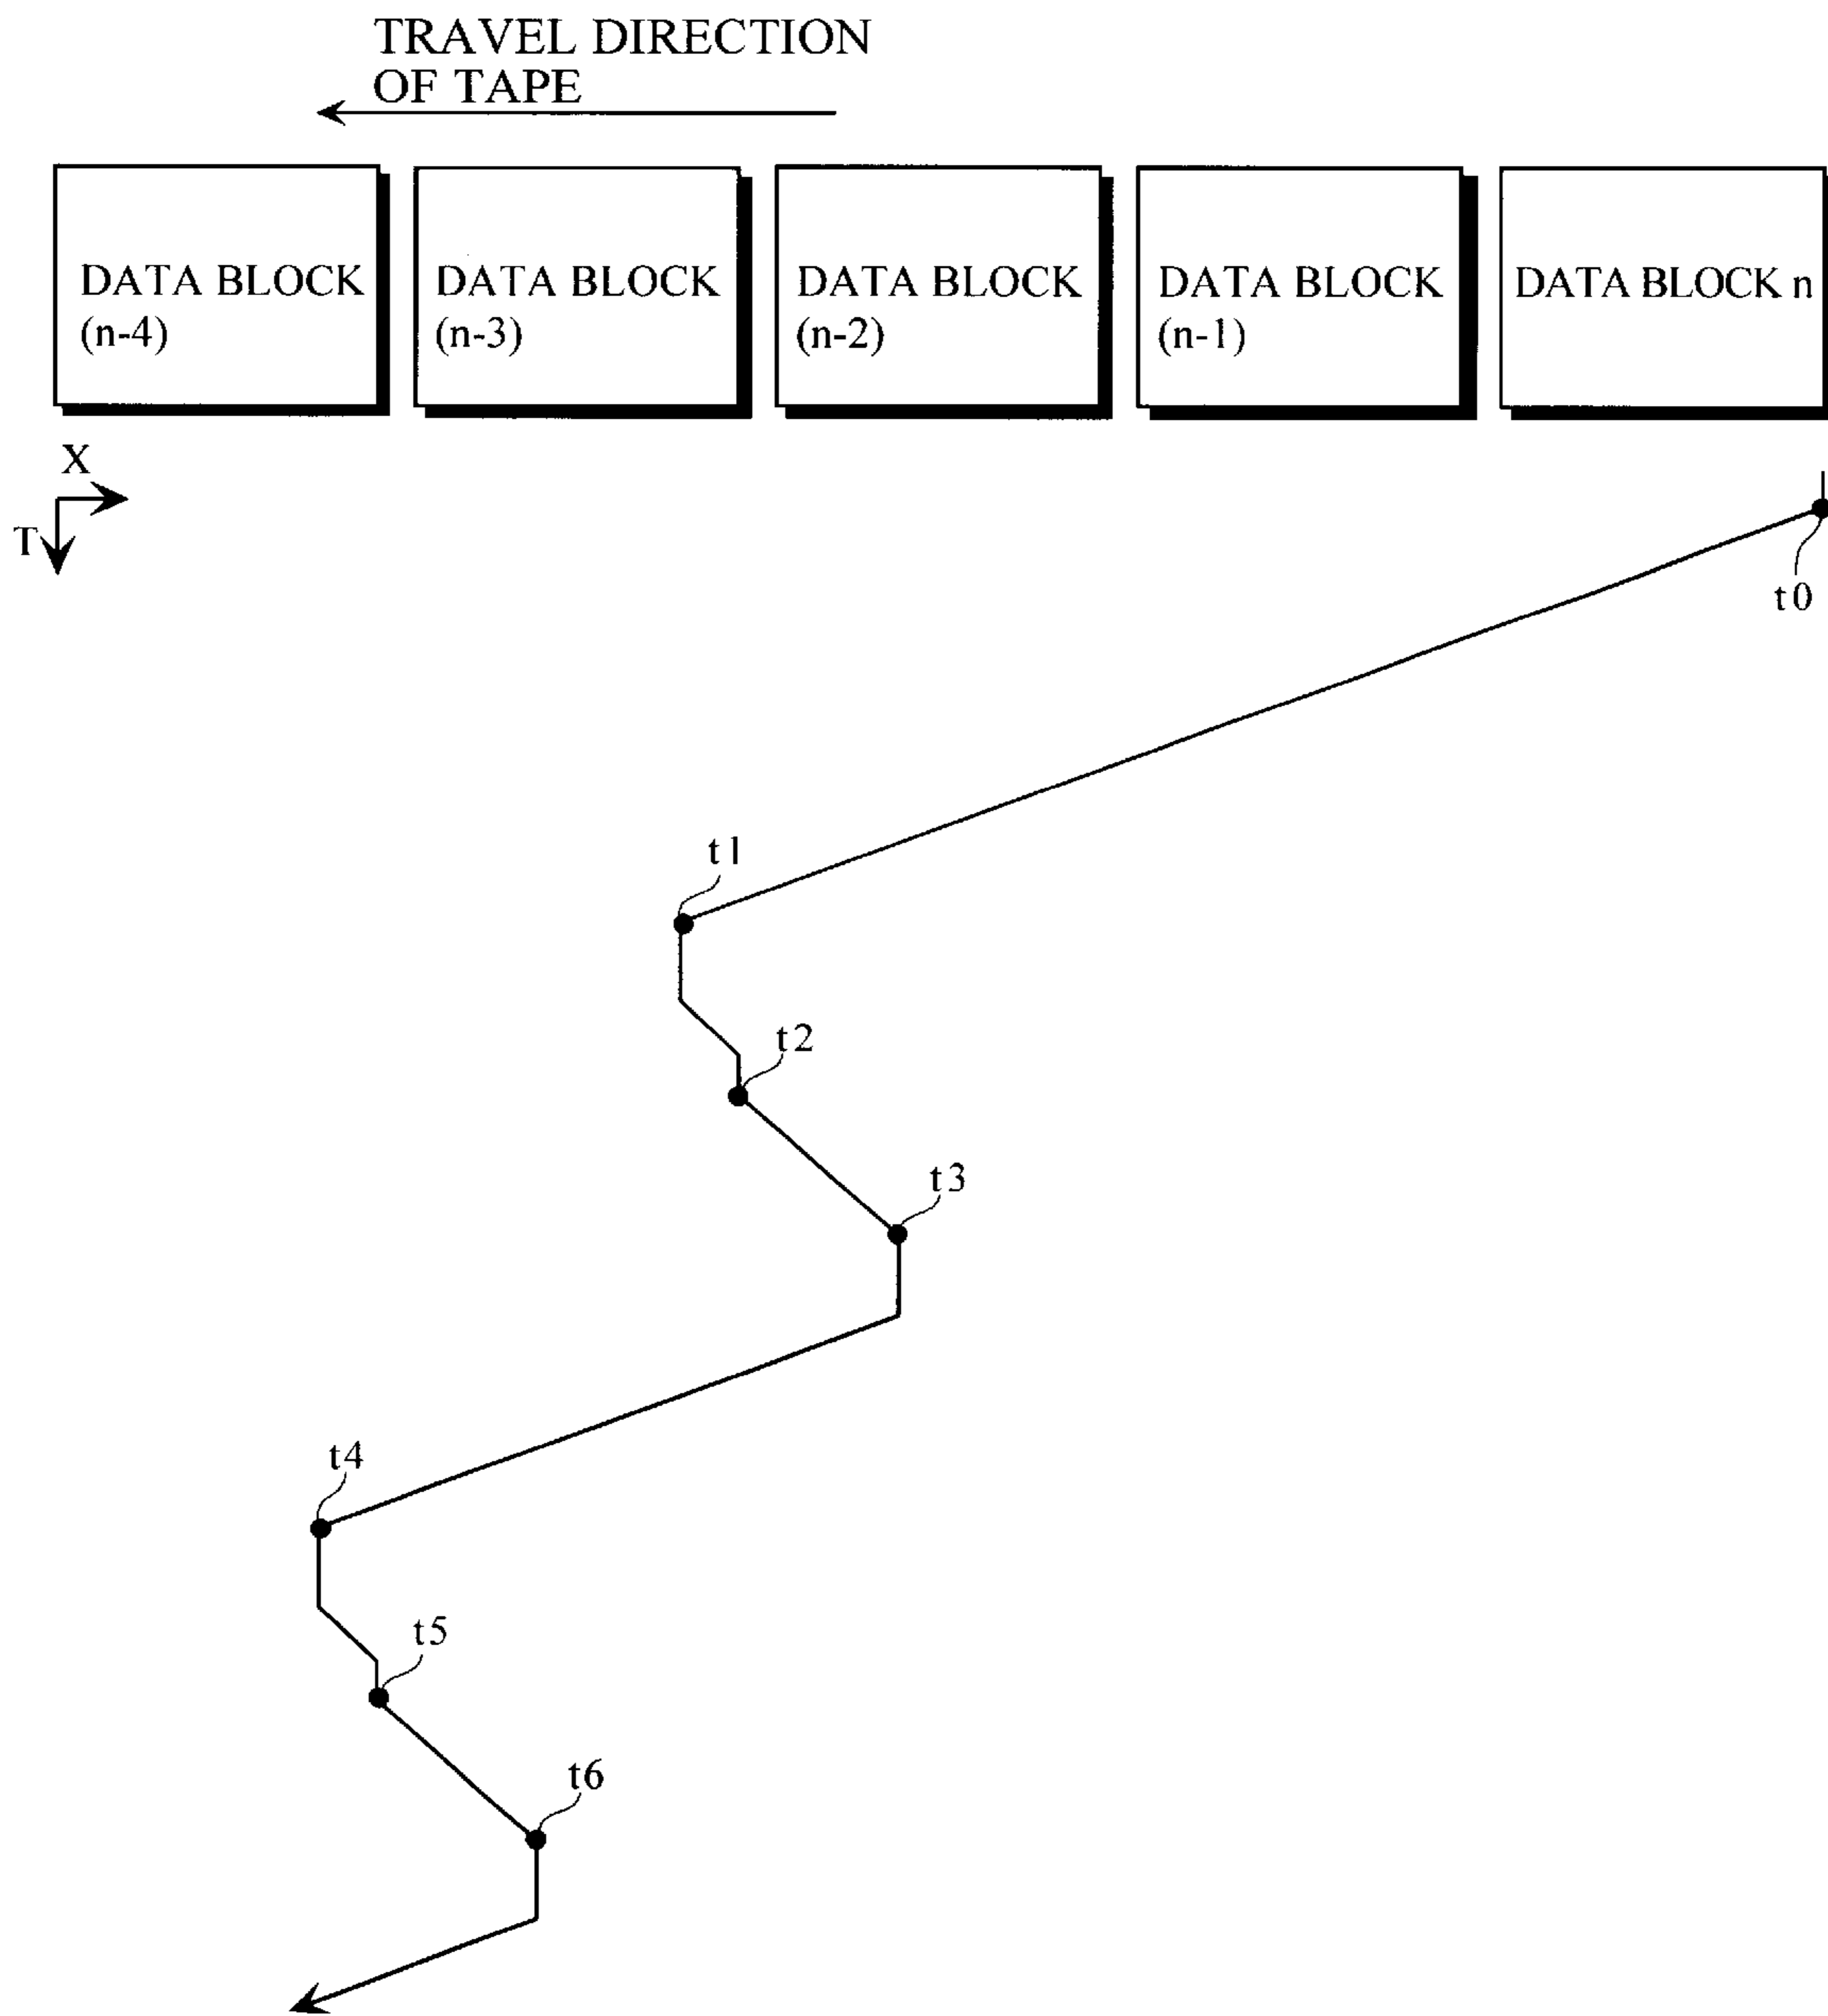 TRAVEL DIRECTION
OF TAPE
DATA BLOCK
(n-4)
DATA BLOCK
(n-3)
DATA BLOCK
(n-2)
DATA BLOCK
(n-1)
DATA BLOCK n
X
T
t0
t1
t2
t3
t4
t5
t6